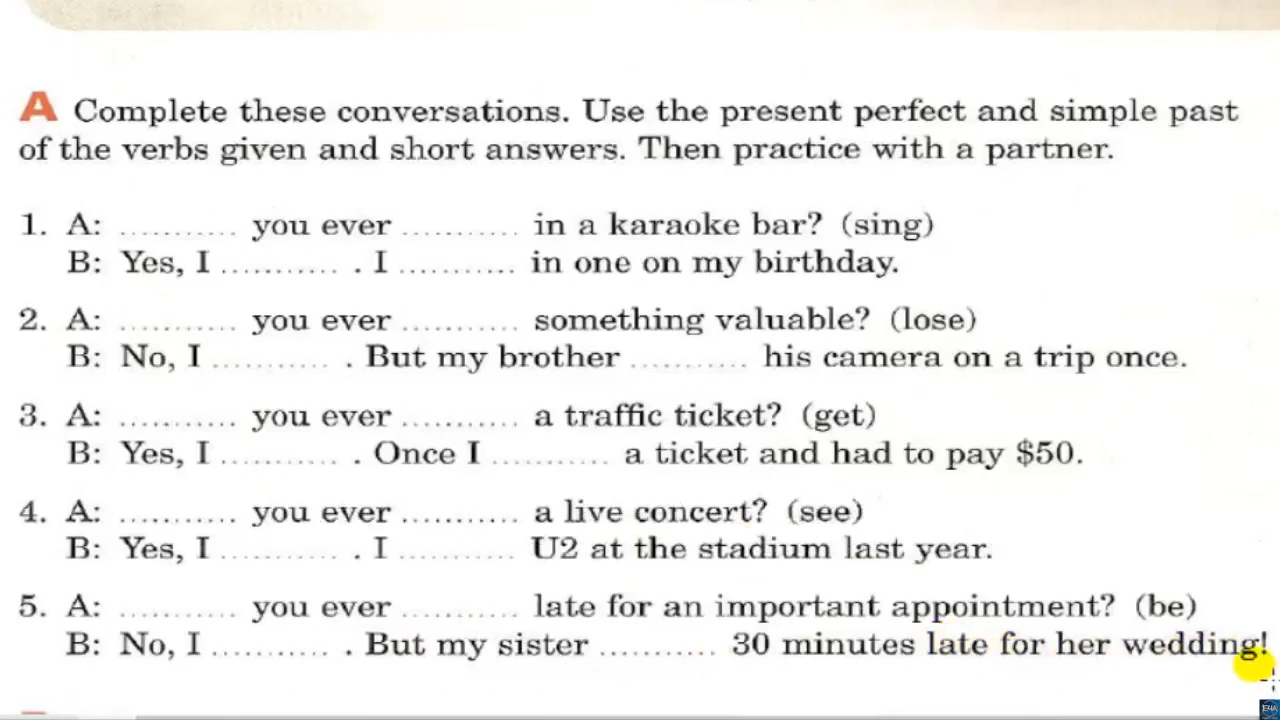 A Complete these conversations. Use the present perfect and simple past
of the verbs given and short answers. Then practice with a partner.
1. A: ........... you ever ........... in a karaoke bar? (sing)
B: Yes, I ........... . I ........... in one on my birthday.
2. A: ........... you ever ........... something valuable? (lose)
B: No, I ........... . But my brother ........... his camera on a trip once.
3. A: ........... you ever ........... a traffic ticket? (get)
B: Yes, I ........... . Once I ........... a ticket and had to pay $50.
4. A: ........... you ever ........... a live concert? (see)
B: Yes, I ........... . I ........... U2 at the stadium last year.
5. A: ........... you ever ........... late for an important appointment? (be)
B: No, I ........... . But my sister ........... 30 minutes late for her wedding!